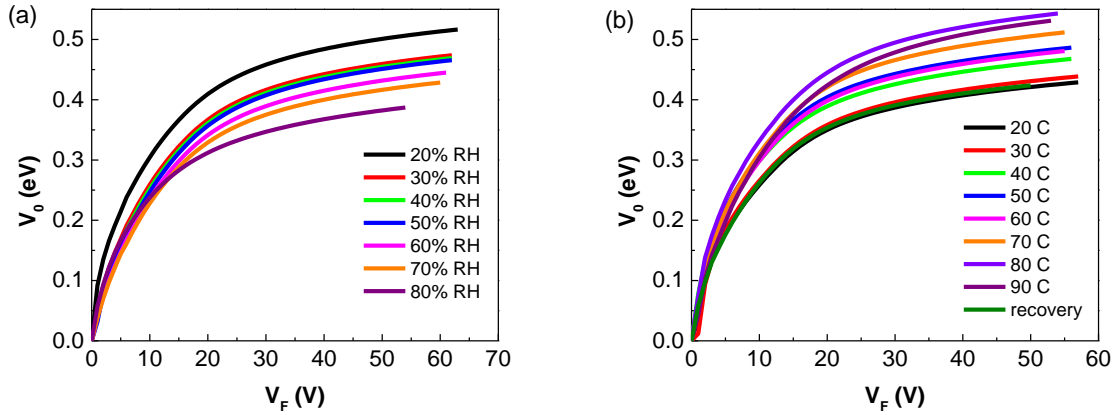 (a)
V0 (eV)
0.5
0.4
0.3
0.2
0.1
0.0
20% RH
30% RH
40% RH
50% RH
60% RH
70% RH
80% RH
0 10 20 30 40 50 60 70
VF (V)
(b)
V0 (eV)
0.5
0.4
0.3
0.2
0.1
0.0
20 C
30 C
40 C
50 C
60 C
70 C
80 C
90 C
recovery
0 10 20 30 40 50 60
VF (V)